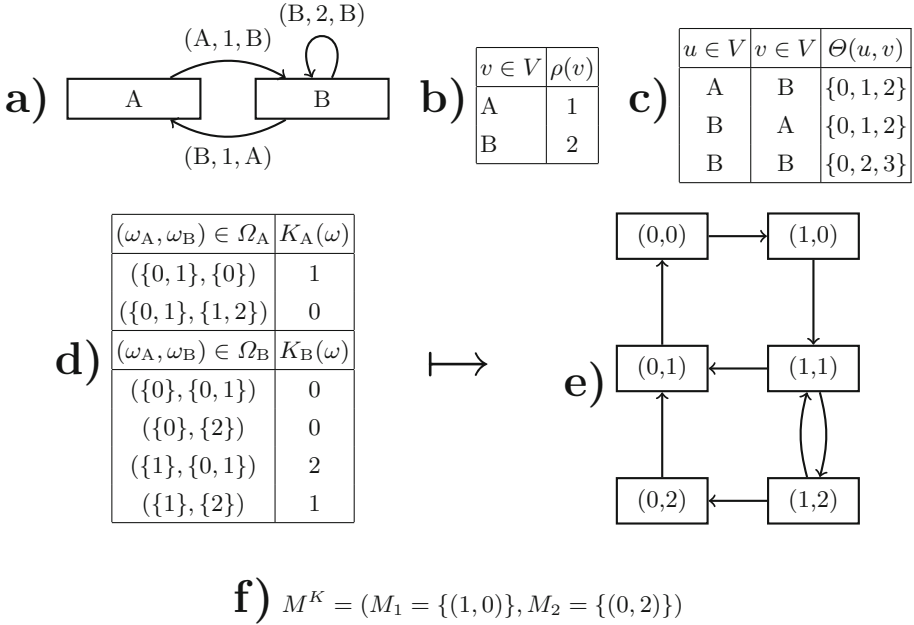 (B, 2, B)
(A, 1, B)
a) A B
(B, 1, A)
b)
v ∈ V ρ(v)
A 1
B 2
c)
u ∈ V v ∈ V Θ(u, v)
A B {0, 1, 2}
B A {0, 1, 2}
B B {0, 2, 3}
d)
(ω_A, ω_B) ∈ Ω_A K_A(ω)
({0, 1}, {0}) 1
({0, 1}, {1, 2}) 0
(ω_A, ω_B) ∈ Ω_B K_B(ω)
({0}, {0, 1}) 0
({0}, {2}) 0
({1}, {0, 1}) 2
({1}, {2}) 1
⟼
e)
(0,0) (1,0)
(0,1) (1,1)
(0,2) (1,2)
f) M^K = (M_1 = {(1, 0)}, M_2 = {(0, 2)})